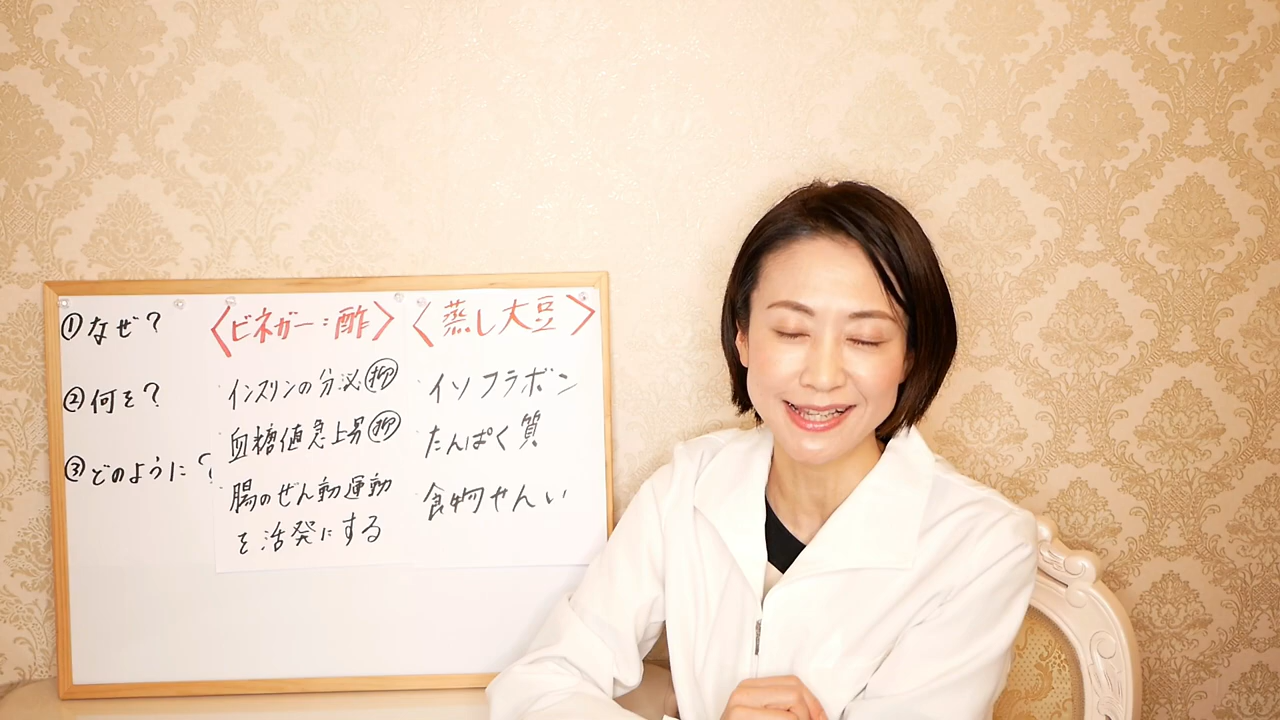 ①なぜ？
②何を？
③どのように？
〈ビネガー：酢〉
インスリンの分泌㊥抑
血糖値急上昇 抑
腸のぜん動運動
を活発にする
〈蒸し大豆〉
イソフラボン
たんぱく質
食物せんい